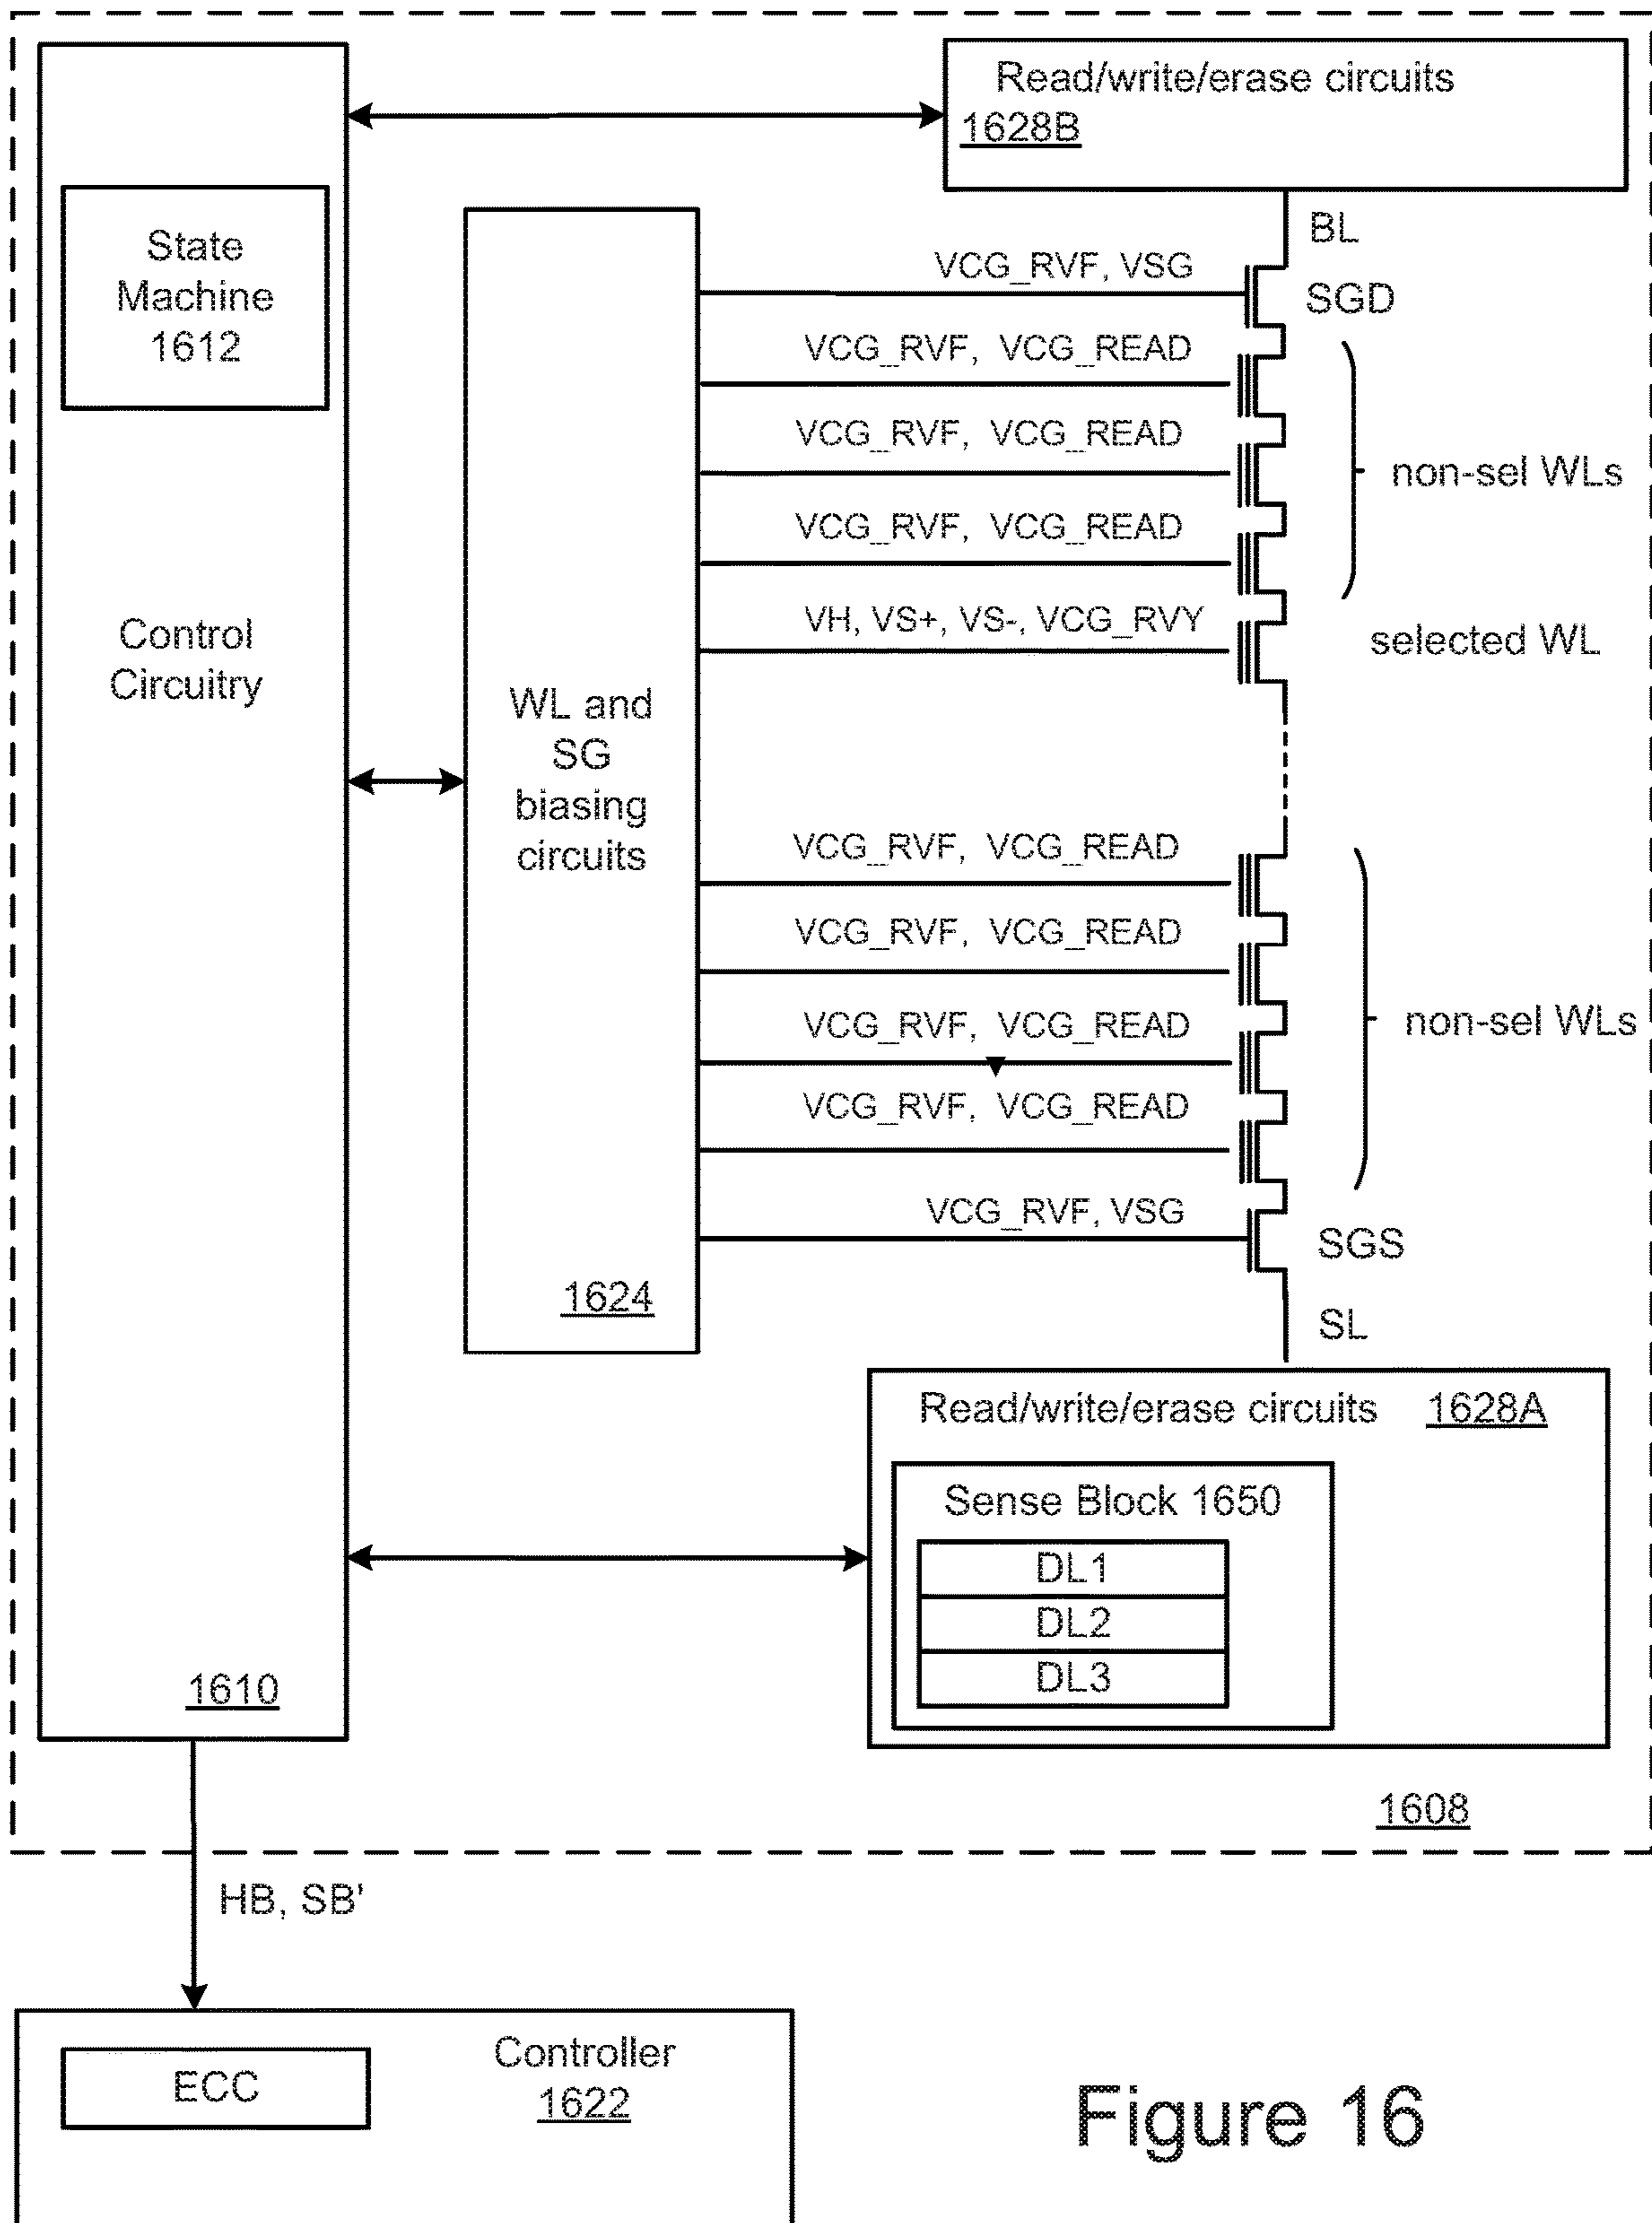 Read/write/erase circuits
1628B
State
Machine
1612
BL
VCG_RVF, VSG
SGD
VCG_RVF, VCG_READ
VCG_RVF, VCG_READ
non-sel WLs
VCG_RVF, VCG_READ
VH, VS+, VS-, VCG_RVY
selected WL
Control
Circuitry
WL and
SG
biasing
circuits
VCG_RVF, VCG_READ
VCG_RVF, VCG_READ
VCG_RVF, VCG_READ
non-sel WLs
VCG_RVF, VCG_READ
VCG_RVF, VSG
SGS
1624
SL
Read/write/erase circuits 1628A
Sense Block 1650
DL1
DL2
DL3
1610
1608
HB, SB'
Controller
1622
ECC
Figure 16